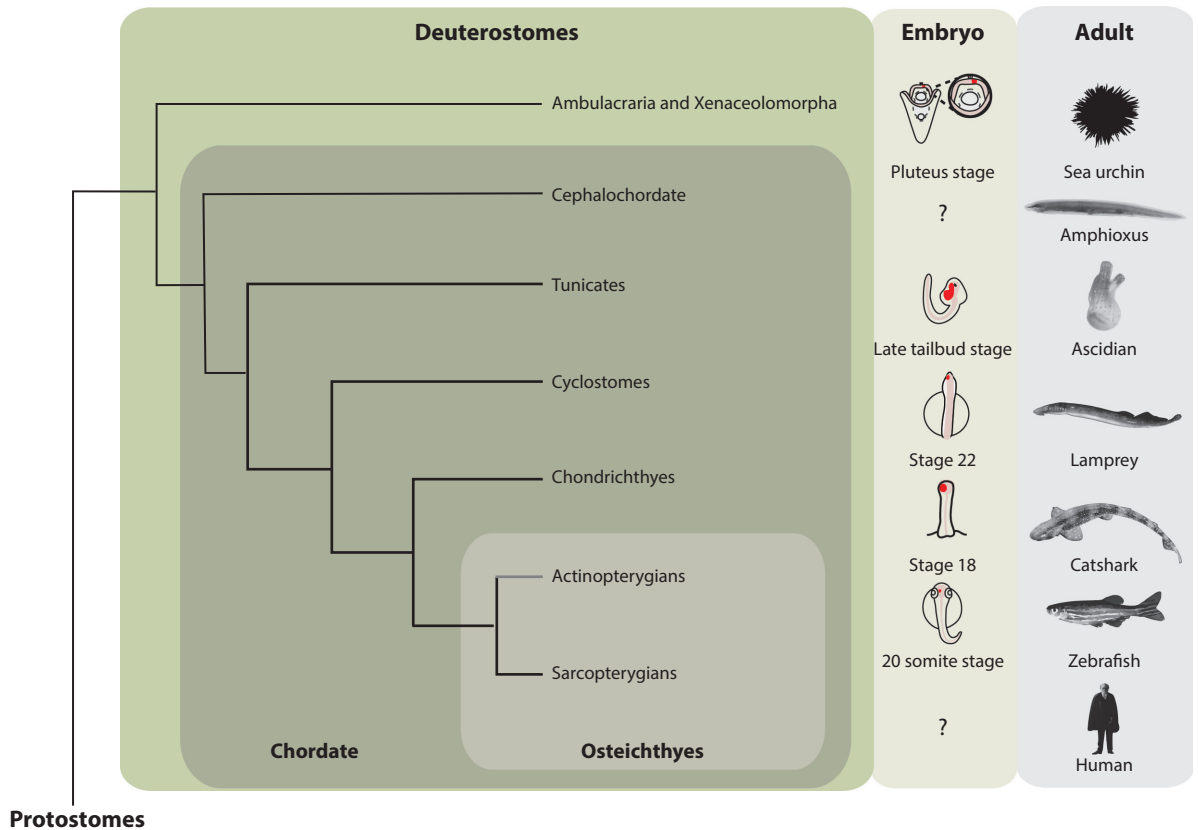 Deuterostomes
Embryo
Adult
Ambulacraria and Xenaceolomorpha
Pluteus stage
Sea urchin
Cephalochordate
?
Amphioxus
Tunicates
Late tailbud stage
Ascidian
Cyclostomes
Stage 22
Lamprey
Chondrichthyes
Stage 18
Catshark
Actinopterygians
20 somite stage
Zebrafish
Sarcopterygians
?
Human
Chordate
Osteichthyes
Protostomes